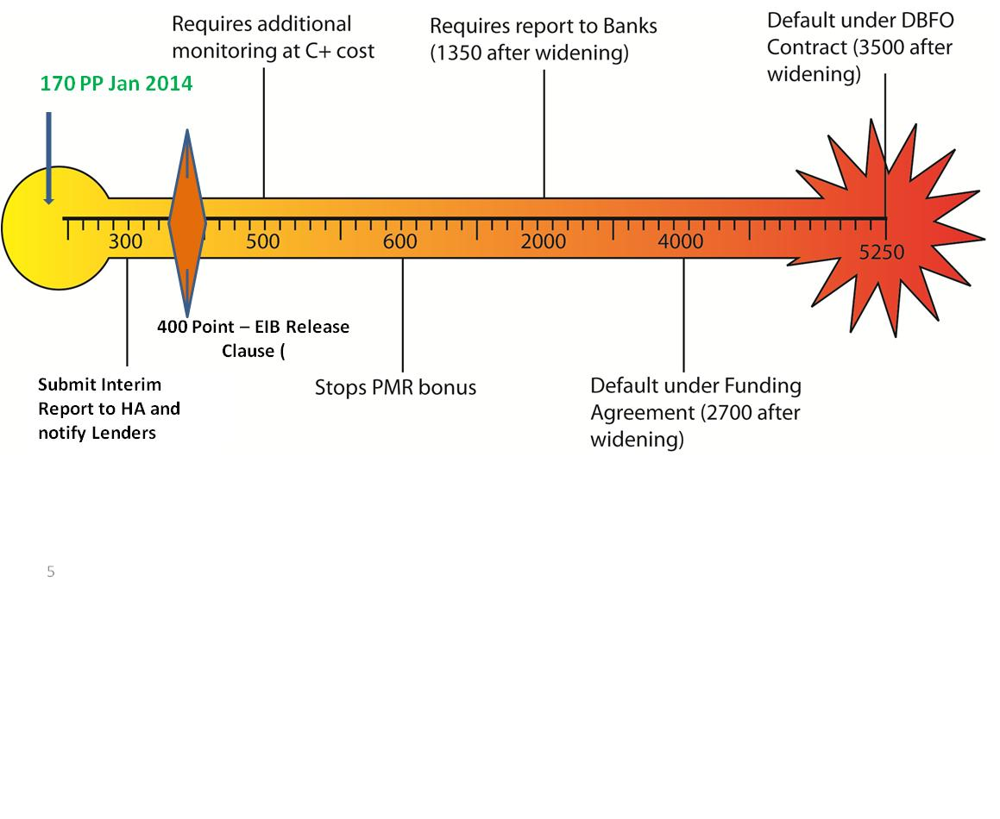 Requires additional
monitoring at C+ cost
Requires report to Banks
(1350 after widening)
Default under DBFO
Contract (3500 after
widening)
170 PP Jan 2014
300
500
600
2000
4000
5250
400 Point – EIB Release
Clause (
Submit Interim
Report to HA and
notify Lenders
Stops PMR bonus
Default under Funding
Agreement (2700 after
widening)
5